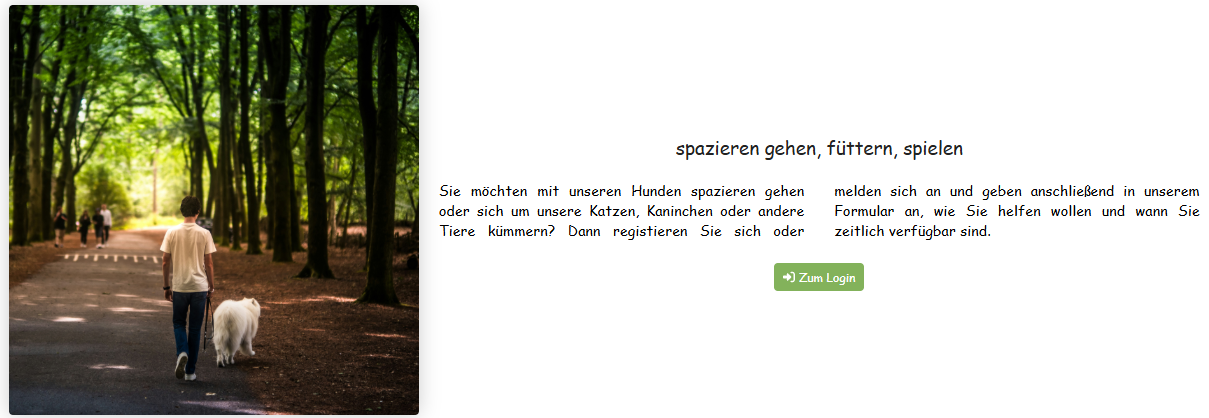 spazieren gehen, füttern, spielen
Sie möchten mit unseren Hunden spazieren gehen
oder sich um unsere Katzen, Kaninchen oder andere
Tiere kümmern? Dann registieren Sie sich oder
melden sich an und geben anschließend in unserem
Formular an, wie Sie helfen wollen und wann Sie
zeitlich verfügbar sind.
Zum Login